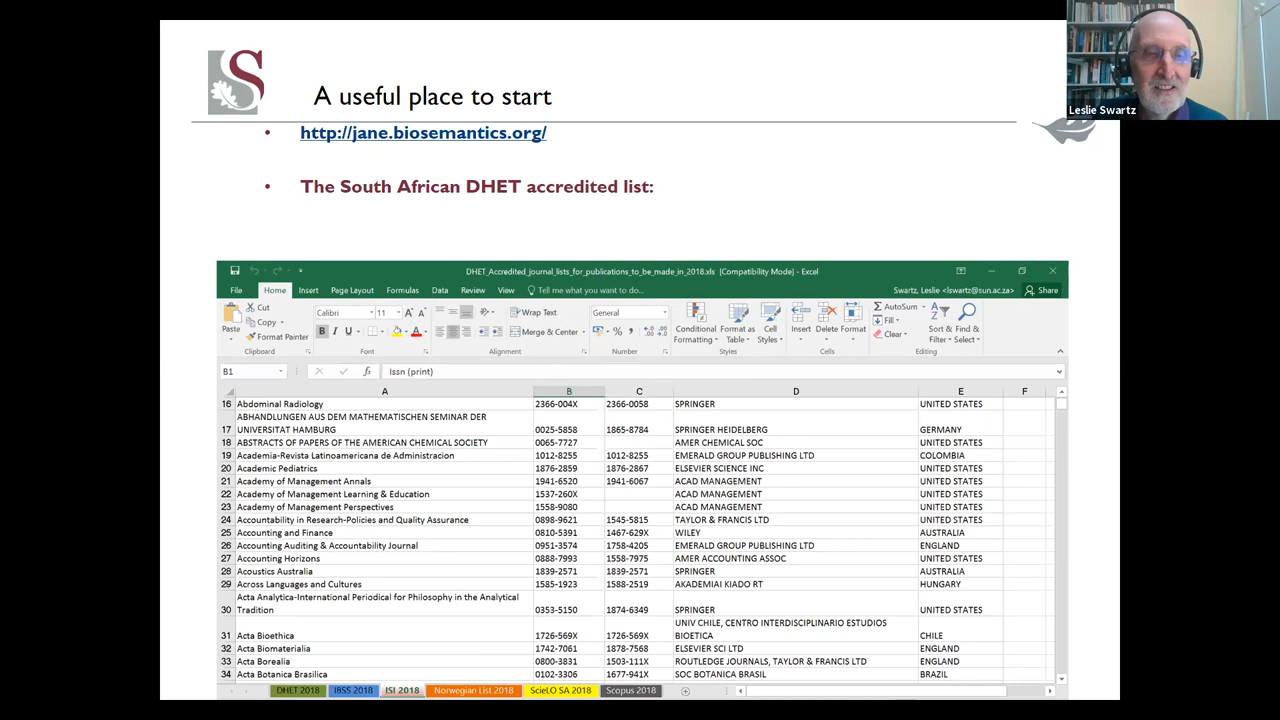 A useful place to start
Leslie Swartz
• http://jane.biosemantics.org/
• The South African DHET accredited list:
DHET_Accredited_journal_lists_for_publications_to_be_made_in_2018.xls [Compatibility Mode] - Excel
File Home Insert Page Layout Formulas Data Review View Tell me what you want to do... Swartz, Leslie <lswartz@sun.ac.za> Share
Cut
Copy
Format Painter
Paste
Calibri 11
B I U
Wrap Text
Merge & Center
General
Conditional Formatting
Format as Table
Cell Styles
Insert Delete Format
AutoSum
Fill
Clear
Sort & Filter
Find & Select
Clipboard Font Alignment Number Styles Cells Editing
B1 fx Issn (print)
A B C D E F
16 Abdominal Radiology 2366-004X 2366-0058 SPRINGER UNITED STATES
ABHANDLUNGEN AUS DEM MATHEMATISCHEN SEMINAR DER
17 UNIVERSITAT HAMBURG 0025-5858 1865-8784 SPRINGER HEIDELBERG GERMANY
18 ABSTRACTS OF PAPERS OF THE AMERICAN CHEMICAL SOCIETY 0065-7727 AMER CHEMICAL SOC UNITED STATES
19 Academia-Revista Latinoamericana de Administracion 1012-8255 1012-8255 EMERALD GROUP PUBLISHING LTD COLOMBIA
20 Academic Pediatrics 1876-2859 1876-2867 ELSEVIER SCIENCE INC UNITED STATES
21 Academy of Management Annals 1941-6520 1941-6067 ACAD MANAGEMENT UNITED STATES
22 Academy of Management Learning & Education 1537-260X ACAD MANAGEMENT UNITED STATES
23 Academy of Management Perspectives 1558-9080 ACAD MANAGEMENT UNITED STATES
24 Accountability in Research-Policies and Quality Assurance 0898-9621 1545-5815 TAYLOR & FRANCIS LTD UNITED STATES
25 Accounting and Finance 0810-5391 1467-629X WILEY AUSTRALIA
26 Accounting Auditing & Accountability Journal 0951-3574 1758-4205 EMERALD GROUP PUBLISHING LTD ENGLAND
27 Accounting Horizons 0888-7993 1558-7975 AMER ACCOUNTING ASSOC UNITED STATES
28 Acoustics Australia 1839-2571 1839-2571 SPRINGER AUSTRALIA
29 Across Languages and Cultures 1585-1923 1588-2519 AKADEMIAI KIADO RT HUNGARY
Acta Analytica-International Periodical for Philosophy in the Analytical
30 Tradition 0353-5150 1874-6349 SPRINGER UNITED STATES
UNIV CHILE, CENTRO INTERDISCIPLINARIO ESTUDIOS
31 Acta Bioethica 1726-569X 1726-569X BIOETICA CHILE
32 Acta Biomaterialia 1742-7061 1878-7568 ELSEVIER SCI LTD ENGLAND
33 Acta Borealia 0800-3831 1503-111X ROUTLEDGE JOURNALS, TAYLOR & FRANCIS LTD ENGLAND
34 Acta Botanica Brasilica 0102-3306 1677-941X SOC BOTANICA BRASIL BRAZIL
DHET 2018 IBSS 2018 ISI 2018 Norwegian List 2018 ScieLO SA 2018 Scopus 2018